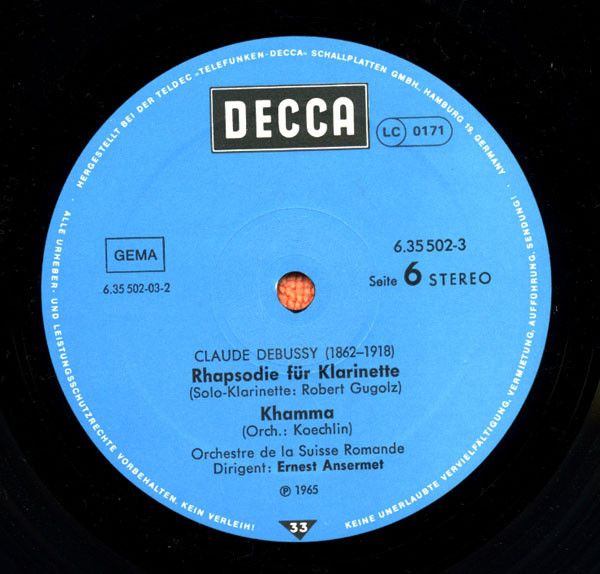 HERGESTELLT BEI DER TELDEC »TELEFUNKEN-DECCA« SCHALLPLATTEN GMBH, HAMBURG 19, GERMANY ·
DECCA
LC 0171
GEMA
6.35 502-03-2
6.35 502-3
Seite 6 STEREO
CLAUDE DEBUSSY (1862–1918)
Rhapsodie für Klarinette
(Solo-Klarinette: Robert Gugolz)
Khamma
(Orch.: Koechlin)
Orchestre de la Suisse Romande
Dirigent: Ernest Ansermet
℗ 1965
33
ALLE URHEBER- UND LEISTUNGSSCHUTZRECHTE VORBEHALTEN. KEIN VERLEIH!
KEINE UNERLAUBTE VERVIELFÄLTIGUNG, VERMIETUNG, AUFFÜHRUNG, SENDUNG!